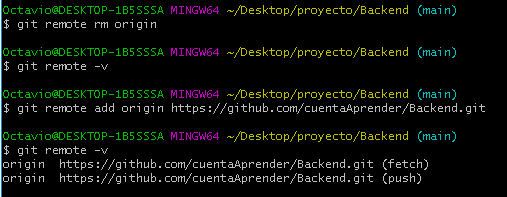 Octavio@DESKTOP-1B5SSSA MINGW64 ~/Desktop/proyecto/Backend (main)
$ git remote rm origin
Octavio@DESKTOP-1B5SSSA MINGW64 ~/Desktop/proyecto/Backend (main)
$ git remote -v
Octavio@DESKTOP-1B5SSSA MINGW64 ~/Desktop/proyecto/Backend (main)
$ git remote add origin https://github.com/cuentaAprender/Backend.git
Octavio@DESKTOP-1B5SSSA MINGW64 ~/Desktop/proyecto/Backend (main)
$ git remote -v
origin  https://github.com/cuentaAprender/Backend.git (fetch)
origin  https://github.com/cuentaAprender/Backend.git (push)